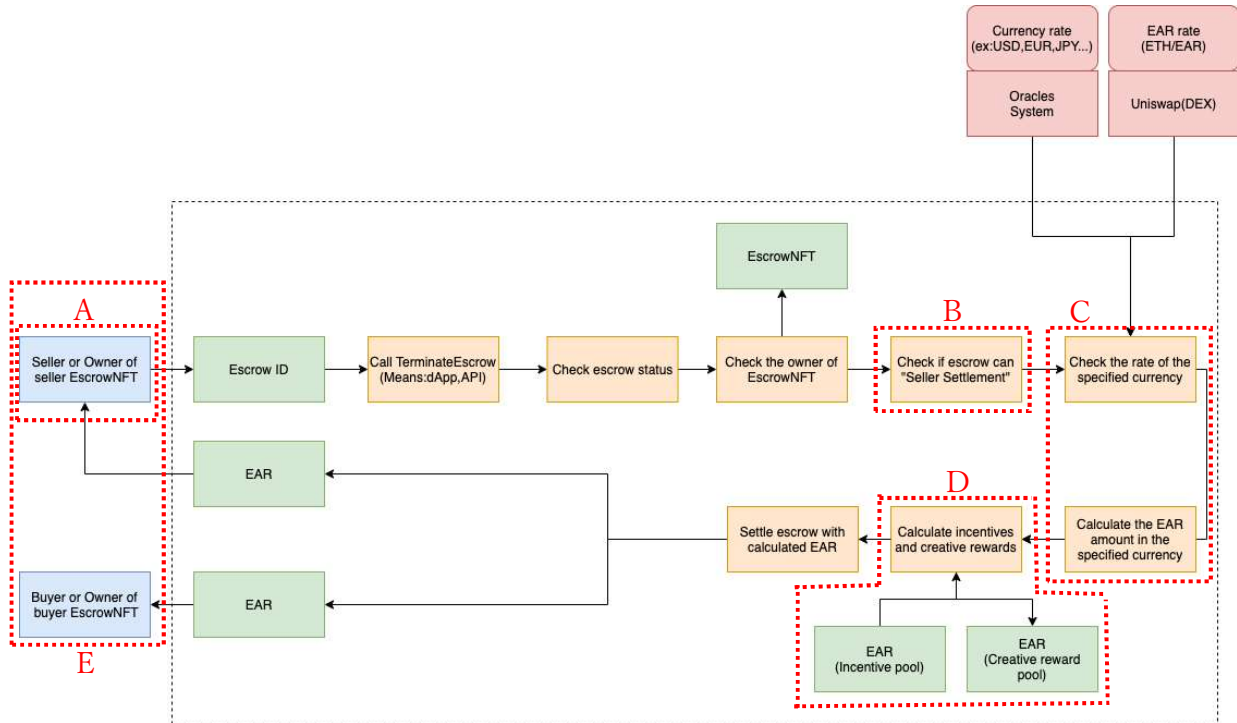 Currency rate
(ex:USD,EUR,JPY...)
EAR rate
(ETH/EAR)
Oracles
System
Uniswap(DEX)
EscrowNFT
A
B
C
Seller or Owner of
seller EscrowNFT
Escrow ID
Call TerminateEscrow
(Means:dApp,API)
Check escrow status
Check the owner of
EscrowNFT
Check if escrow can
"Seller Settlement"
Check the rate of the
specified currency
EAR
D
Settle escrow with
calculated EAR
Calculate incentives
and creative rewards
Calculate the EAR
amount in the
specified currency
Buyer or Owner of
buyer EscrowNFT
EAR
E
EAR
(Incentive pool)
EAR
(Creative reward
pool)